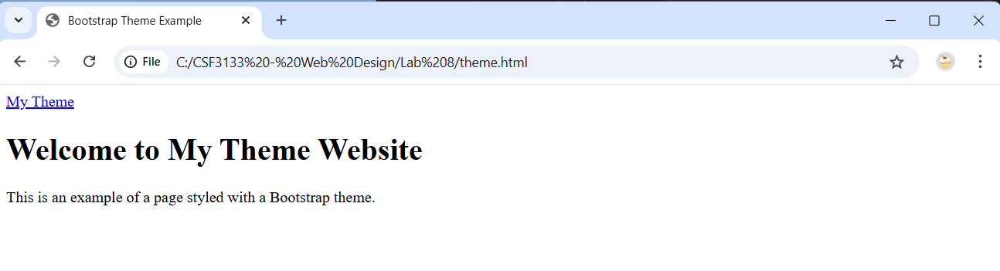 Bootstrap Theme Example
File C:/CSF3133%20-%20Web%20Design/Lab%208/theme.html
My Theme
Welcome to My Theme Website
This is an example of a page styled with a Bootstrap theme.